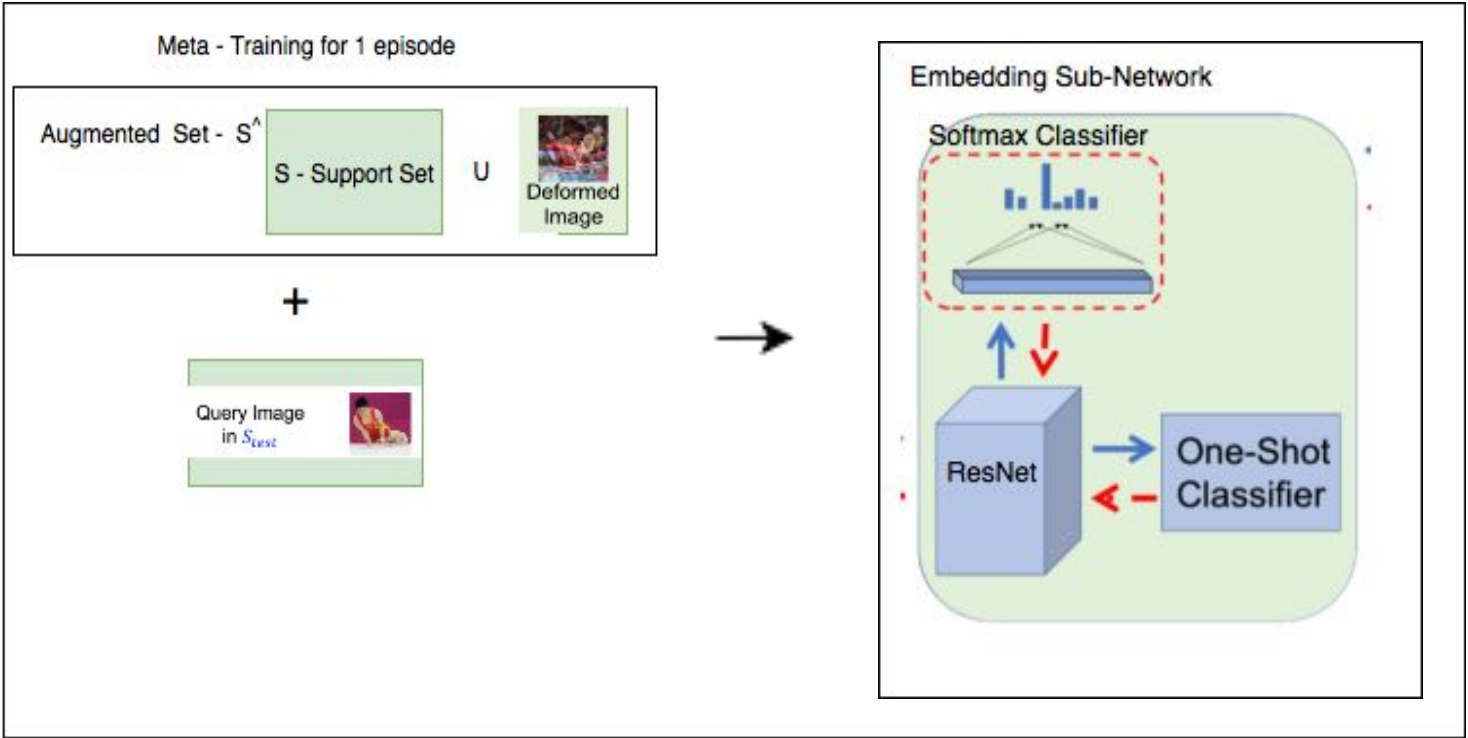 Meta - Training for 1 episode
Augmented Set - S^
S - Support Set
U
Deformed
Image
+
Query Image
in S_test
Embedding Sub-Network
Softmax Classifier
ResNet
One-Shot
Classifier